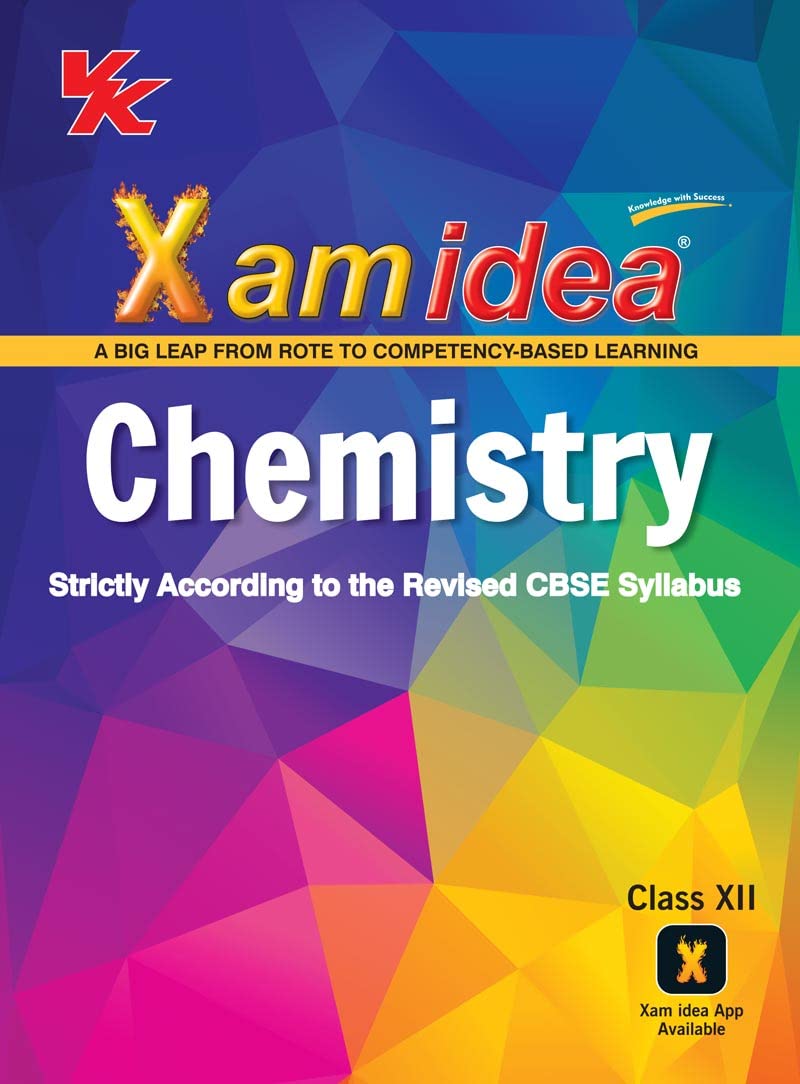 VK
Knowledge with Success
Xam idea®
A BIG LEAP FROM ROTE TO COMPETENCY-BASED LEARNING
Chemistry
Strictly According to the Revised CBSE Syllabus
Class XII
X
Xam idea App
Available